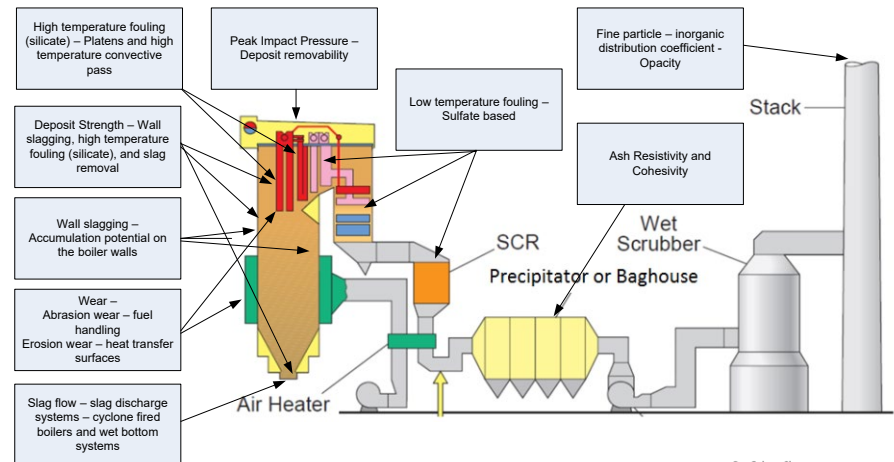 High temperature fouling
(silicate) – Platens and high
temperature convective
pass
Peak Impact Pressure –
Deposit removability
Fine particle – inorganic
distribution coefficient -
Opacity
Low temperature fouling –
Sulfate based
Stack
Deposit Strength – Wall
slagging, high temperature
fouling (silicate), and slag
removal
Ash Resistivity and
Cohesivity
Wall slagging –
Accumulation potential on
the boiler walls
SCR
Wet
Scrubber
Precipitator or Baghouse
Wear –
Abrasion wear – fuel
handling
Erosion wear – heat transfer
surfaces
Air Heater
Slag flow – slag discharge
systems – cyclone fired
boilers and wet bottom
systems